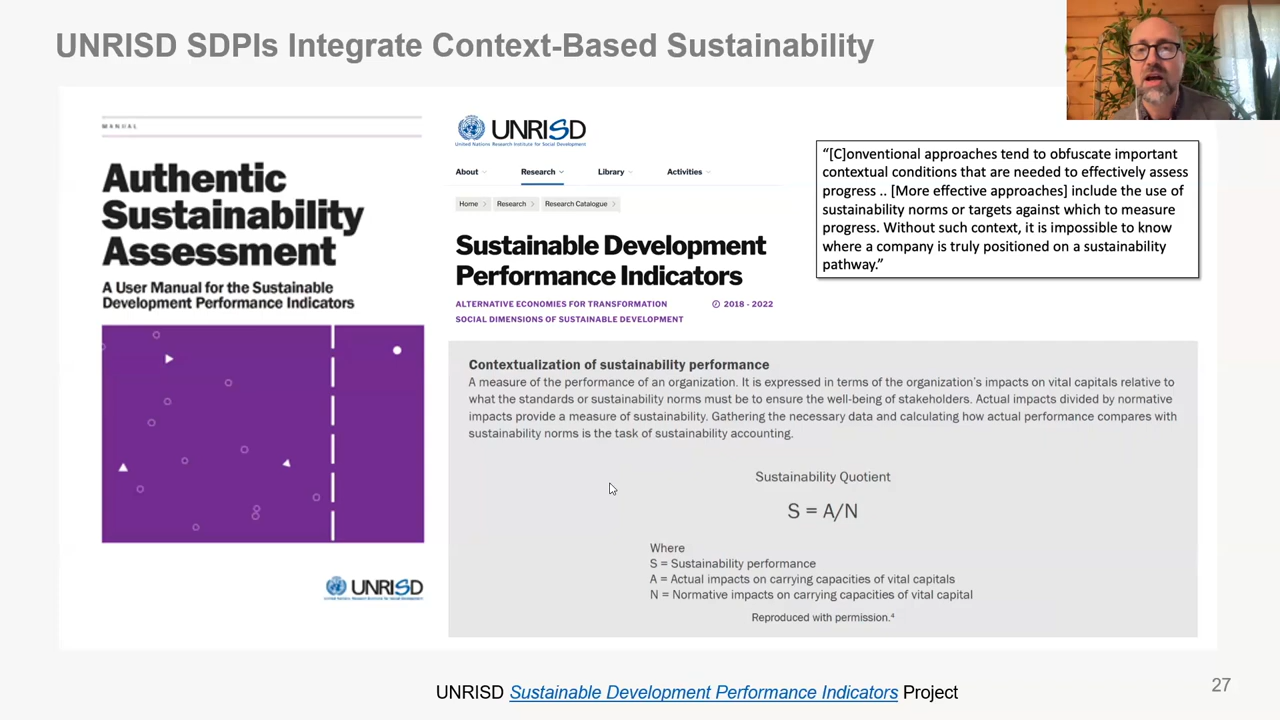 UNRISD SDPIs Integrate Context-Based Sustainability
MANUAL
Authentic
Sustainability
Assessment
A User Manual for the Sustainable
Development Performance Indicators
UNRISD
UNRISD
United Nations Research Institute for Social Development
About
Research
Library
Activities
Home
Research
Research Catalogue
Sustainable Development
Performance Indicators
ALTERNATIVE ECONOMIES FOR TRANSFORMATION
2018 - 2022
SOCIAL DIMENSIONS OF SUSTAINABLE DEVELOPMENT
“[C]onventional approaches tend to obfuscate important
contextual conditions that are needed to effectively assess
progress .. [More effective approaches] include the use of
sustainability norms or targets against which to measure
progress. Without such context, it is impossible to know
where a company is truly positioned on a sustainability
pathway.”
Contextualization of sustainability performance
A measure of the performance of an organization. It is expressed in terms of the organization’s impacts on vital capitals relative to
what the standards or sustainability norms must be to ensure the well-being of stakeholders. Actual impacts divided by normative
impacts provide a measure of sustainability. Gathering the necessary data and calculating how actual performance compares with
sustainability norms is the task of sustainability accounting.
Sustainability Quotient
S = A/N
Where
S = Sustainability performance
A = Actual impacts on carrying capacities of vital capitals
N = Normative impacts on carrying capacities of vital capital
Reproduced with permission.⁴
UNRISD Sustainable Development Performance Indicators Project
27